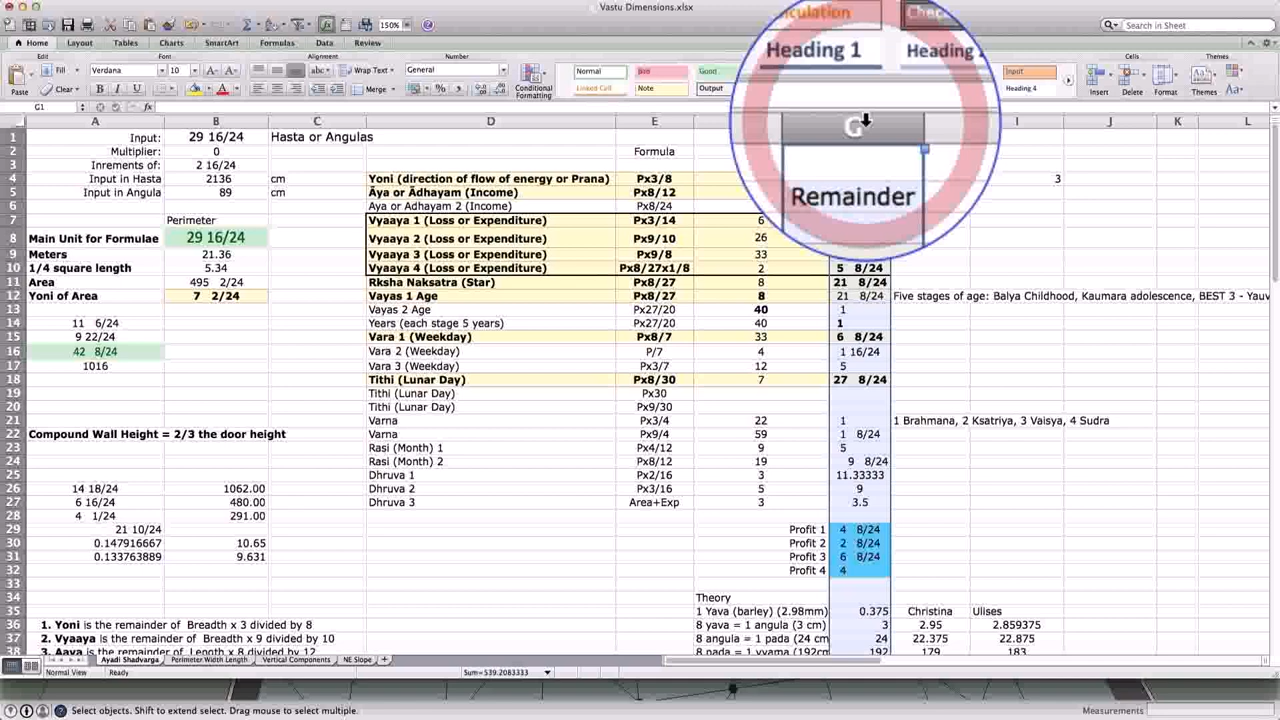 Vastu Dimensions.xlsx
150%
Search in Sheet
Home Layout Tables Charts SmartArt Formulas Data Review
Font Alignment Number Cells Themes
Verdana 10 Wrap Text General Normal Good Input
Paste Clear Merge Conditional Formatting Linked Cell Note Output Heading 4 Insert Delete Format Themes Aa
Heading 1 Heading
G
Remainder
G1 fx
A B C D E I J K L
1 Input: 29 16/24 Hasta or Angulas
2 Multiplier: 0 Formula
3 Inrements of: 2 16/24
4 Input in Hasta 2136 cm Yoni (direction of flow of energy or Prana) Px3/8 3
5 Input in Angula 89 cm Āya or Ādhayam (Income) Px8/12
6 Aya or Adhayam 2 (Income) Px8/24
7 Perimeter Vyaaya 1 (Loss or Expenditure) Px3/14 6
8 Main Unit for Formulae 29 16/24 Vyaaya 2 (Loss or Expenditure) Px9/10 26
9 Meters 21.36 Vyaaya 3 (Loss or Expenditure) Px9/8 33
10 1/4 square length 5.34 Vyaaya 4 (Loss or Expenditure) Px8/27x1/8 2 5 8/24
11 Area 495 2/24 Rksha Naksatra (Star) Px8/27 8 21 8/24
12 Yoni of Area 7 2/24 Vayas 1 Age Px8/27 8 21 8/24 Five stages of age: Balya Childhood, Kaumara adolescence, BEST 3 - Yauv
13 Vayas 2 Age Px27/20 40 1
14 11 6/24 Years (each stage 5 years) Px27/20 40 1
15 9 22/24 Vara 1 (Weekday) Px8/7 33 6 8/24
16 42 8/24 Vara 2 (Weekday) P/7 4 1 16/24
17 1016 Vara 3 (Weekday) Px3/7 12 5
18 Tithi (Lunar Day) Px8/30 7 27 8/24
19 Tithi (Lunar Day) Px30
20 Tithi (Lunar Day) Px9/30
21 Varna Px3/4 22 1 1 Brahmana, 2 Ksatriya, 3 Vaisya, 4 Sudra
22 Compound Wall Height = 2/3 the door height Varna Px9/4 59 1 8/24
23 Rasi (Month) 1 Px4/12 9 5
24 Rasi (Month) 2 Px8/12 19 9 8/24
25 Dhruva 1 Px2/16 3 11.33333
26 14 18/24 1062.00 Dhruva 2 Px3/16 5 9
27 6 16/24 480.00 Dhruva 3 Area+Exp 3 3.5
28 4 1/24 291.00
29 21 10/24 Profit 1 4 8/24
30 0.147916667 10.65 Profit 2 2 8/24
31 0.133763889 9.631 Profit 3 6 8/24
32 Profit 4 4
33
34 Theory
35 1 Yava (barley) (2.98mm) 0.375 Christina Ulises
36 1. Yoni is the remainder of Breadth x 3 divided by 8 8 yava = 1 angula (3 cm) 3 2.95 2.859375
37 2. Vyaaya is the remainder of Breadth x 9 divided by 10 8 angula = 1 pada (24 cm 24 22.375 22.875
38 3. Aaya is the remainder of Length x 8 divided by 12 8 pada = 1 vyama (192cm 192 179 183
Ayadi Shadvarga Perimeter Width Length Vertical Components NE Slope +
Normal View Ready Sum=539.2083333
Select objects. Shift to extend select. Drag mouse to select multiple. Measurements